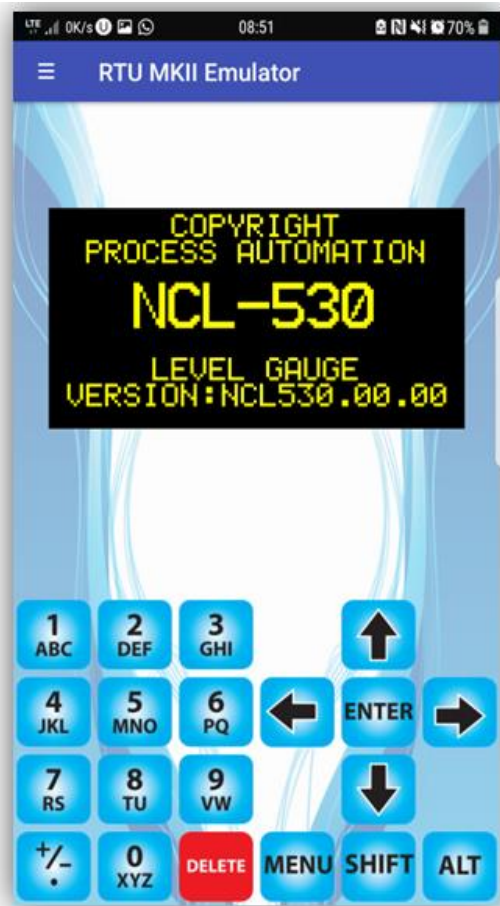 LTE 0K/s 08:51 70%
RTU MKII Emulator
COPYRIGHT
PROCESS AUTOMATION
NCL-530
LEVEL GAUGE
VERSION:NCL530.00.00
1 2 3
ABC DEF GHI
4 5 6 ENTER
JKL MNO PQ
7 8 9
RS TU VW
+/- 0 DELETE MENU SHIFT ALT
. XYZ